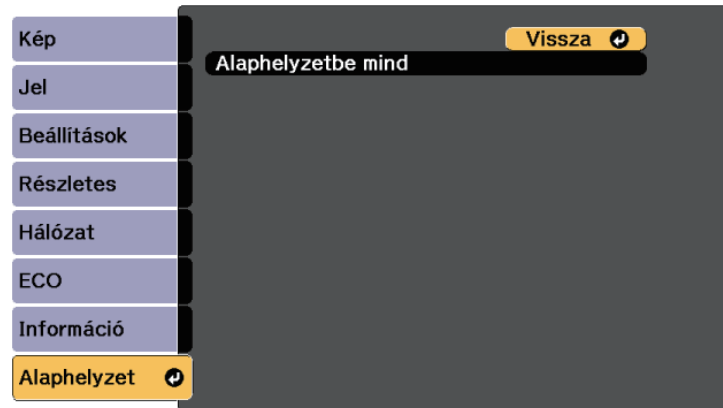 Kép
Jel
Beállítások
Részletes
Hálózat
ECO
Információ
Alaphelyzet
Vissza
Alaphelyzetbe mind